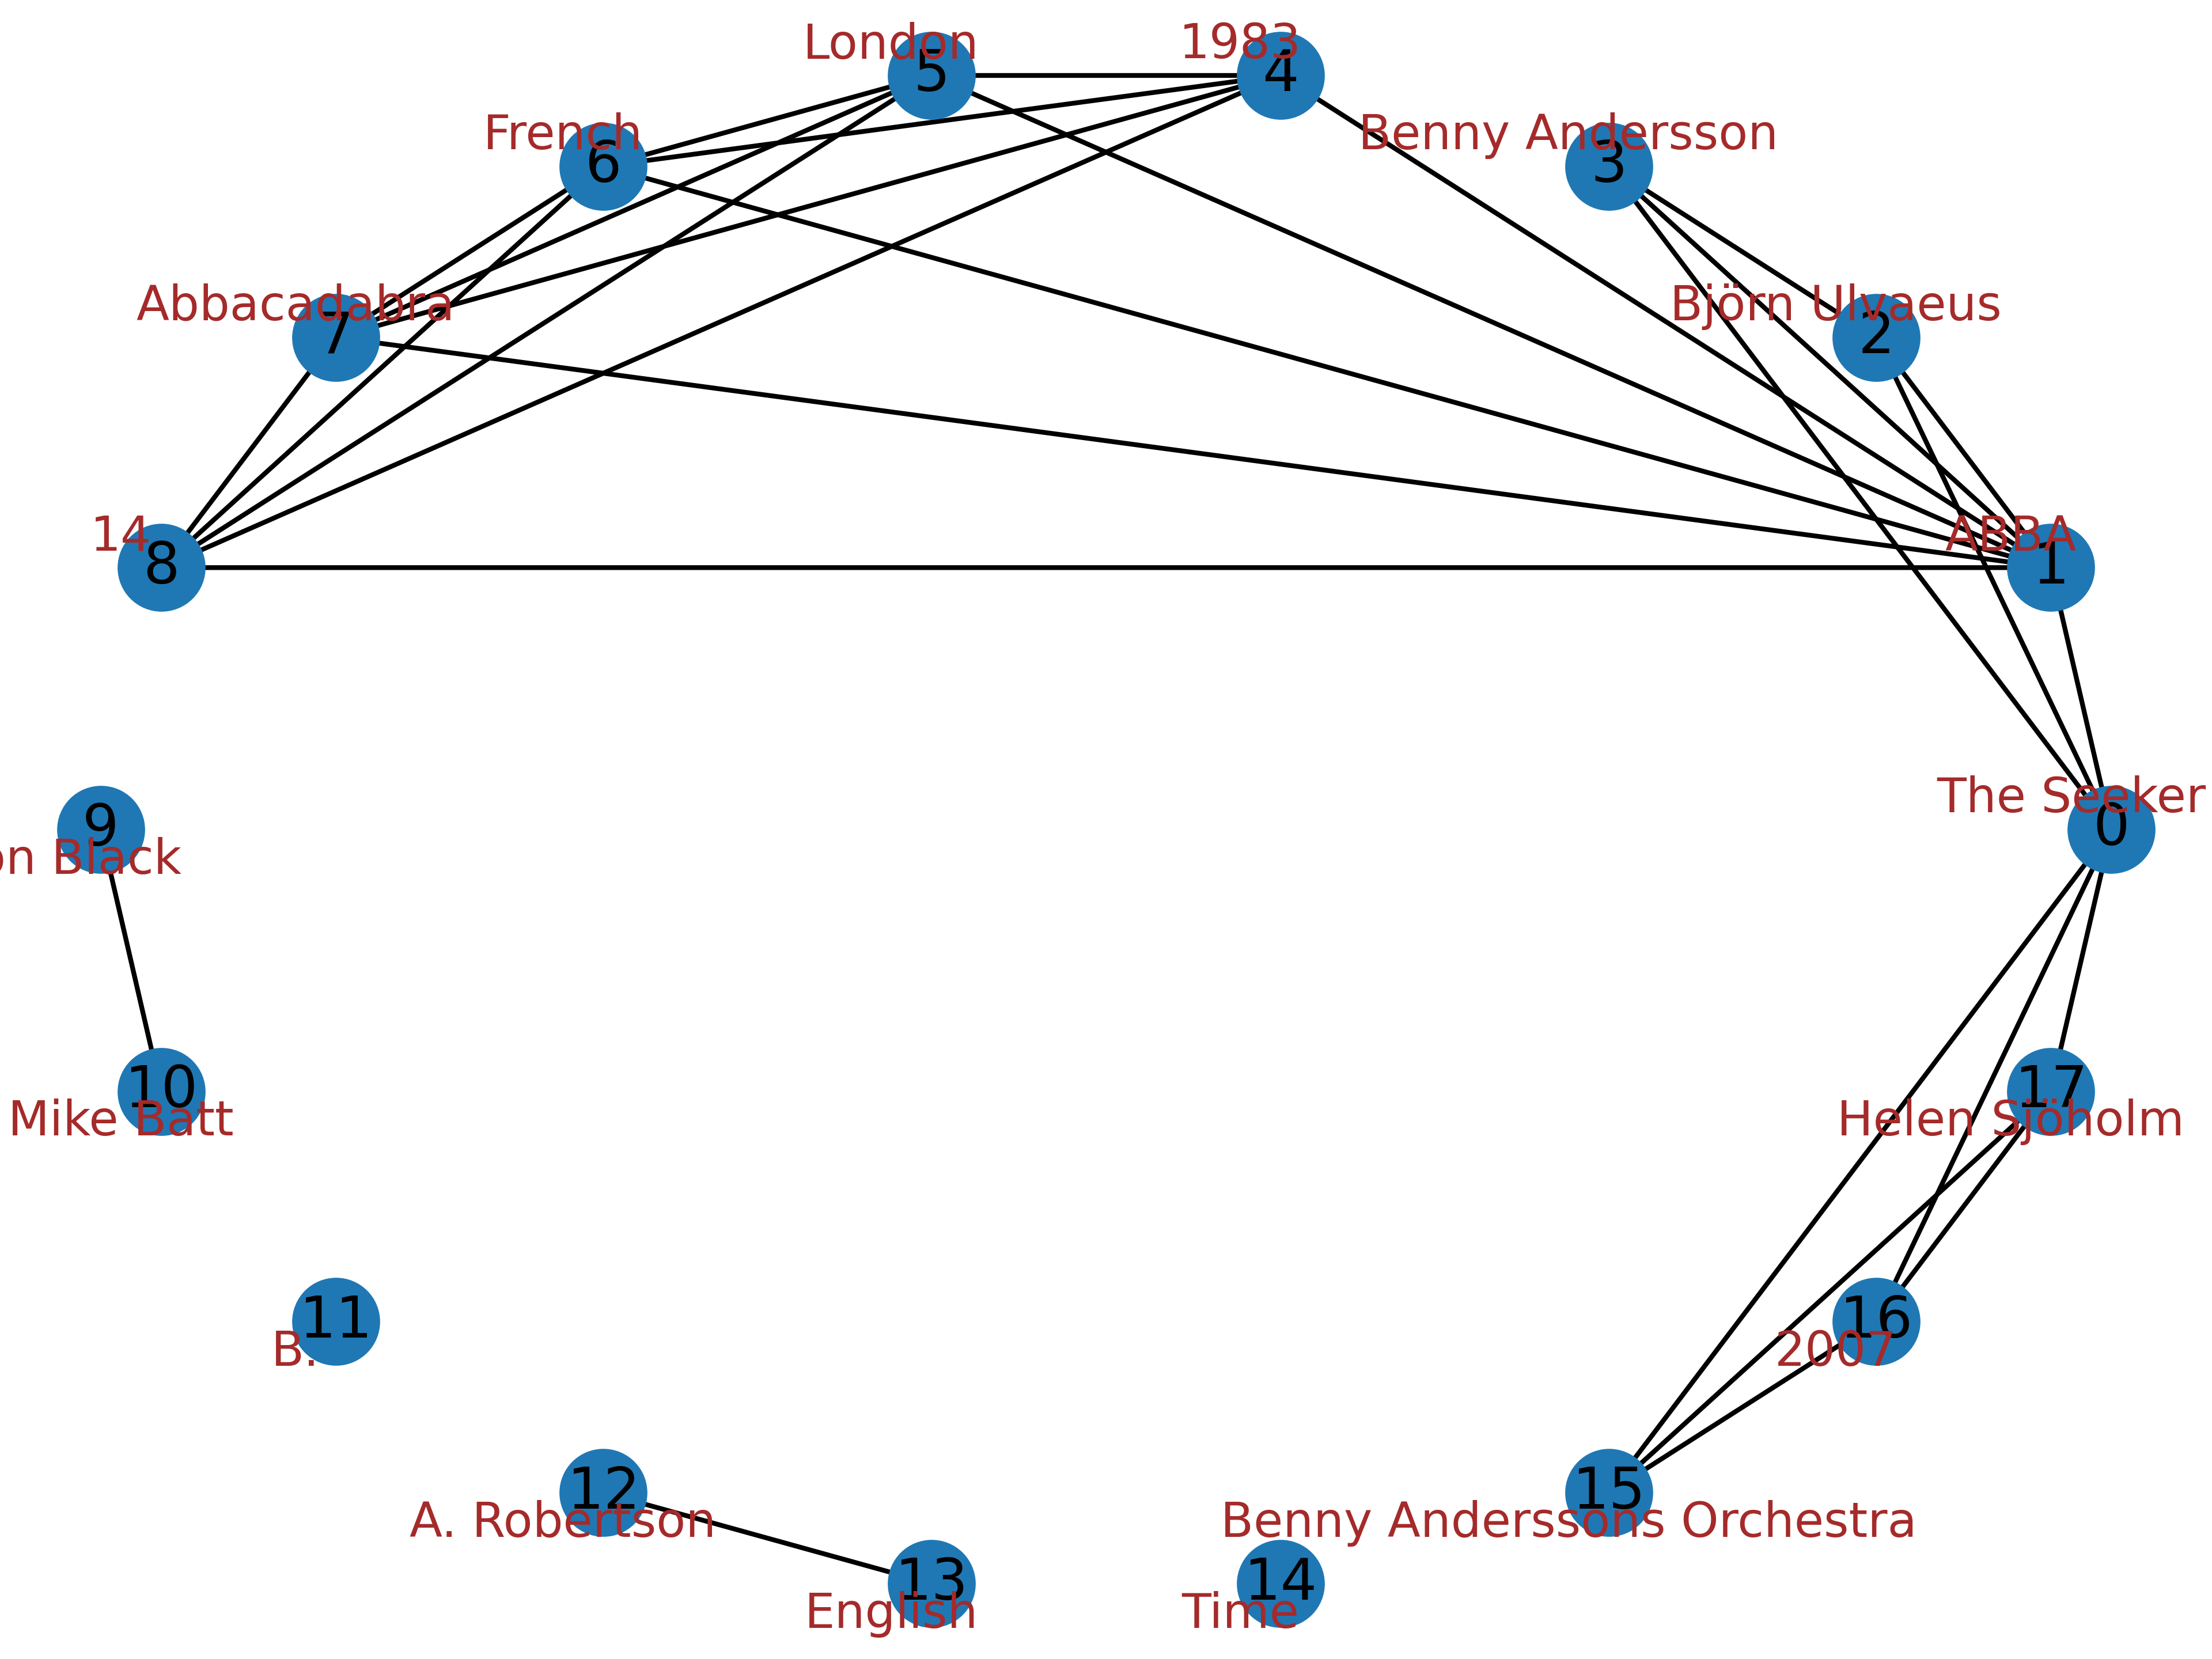 London
5
1983
4
French
6
Benny Andersson
3
Abbacadabra
7
Björn Ulvaeus
2
14
8
ABBA
1
9
on Black
The Seeker
0
10
Mike Batt
17
Helen Sjöholm
11
B.
16
2007
12
A. Robertson
15
Benny Anderssons Orchestra
13
English
14
Time